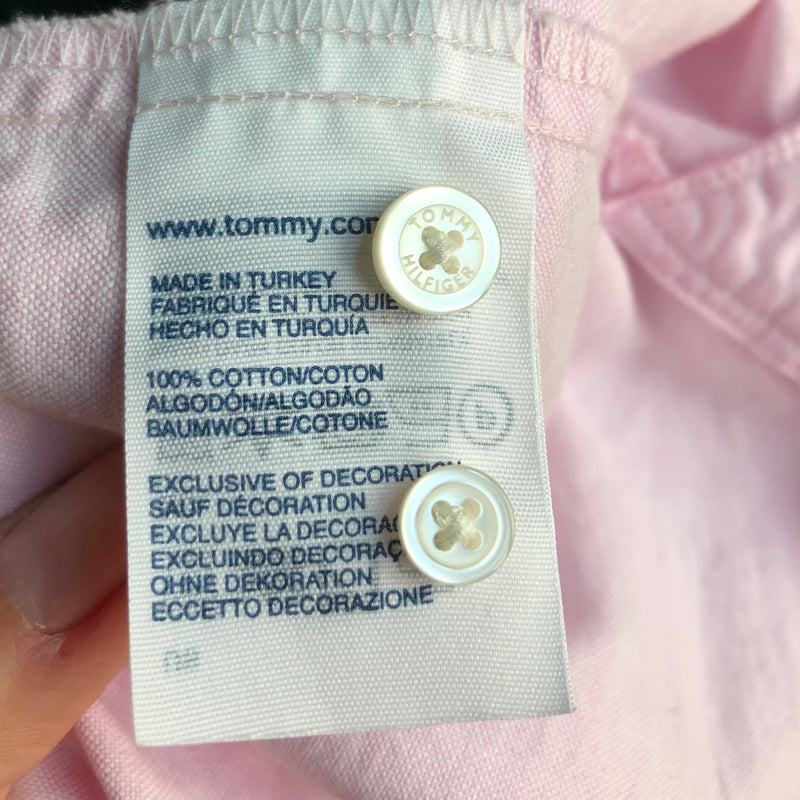 www.tommy.com
TOMMY
HILFIGER
MADE IN TURKEY
FABRIQUÉ EN TURQUIE
HECHO EN TURQUÍA
100% COTTON/COTON
ALGODÓN/ALGODÃO
BAUMWOLLE/COTONE
EXCLUSIVE OF DECORATION
SAUF DÉCORATION
EXCLUYE LA DECORAC
EXCLUINDO DECORAÇ
OHNE DEKORATION
ECCETTO DECORAZIONE